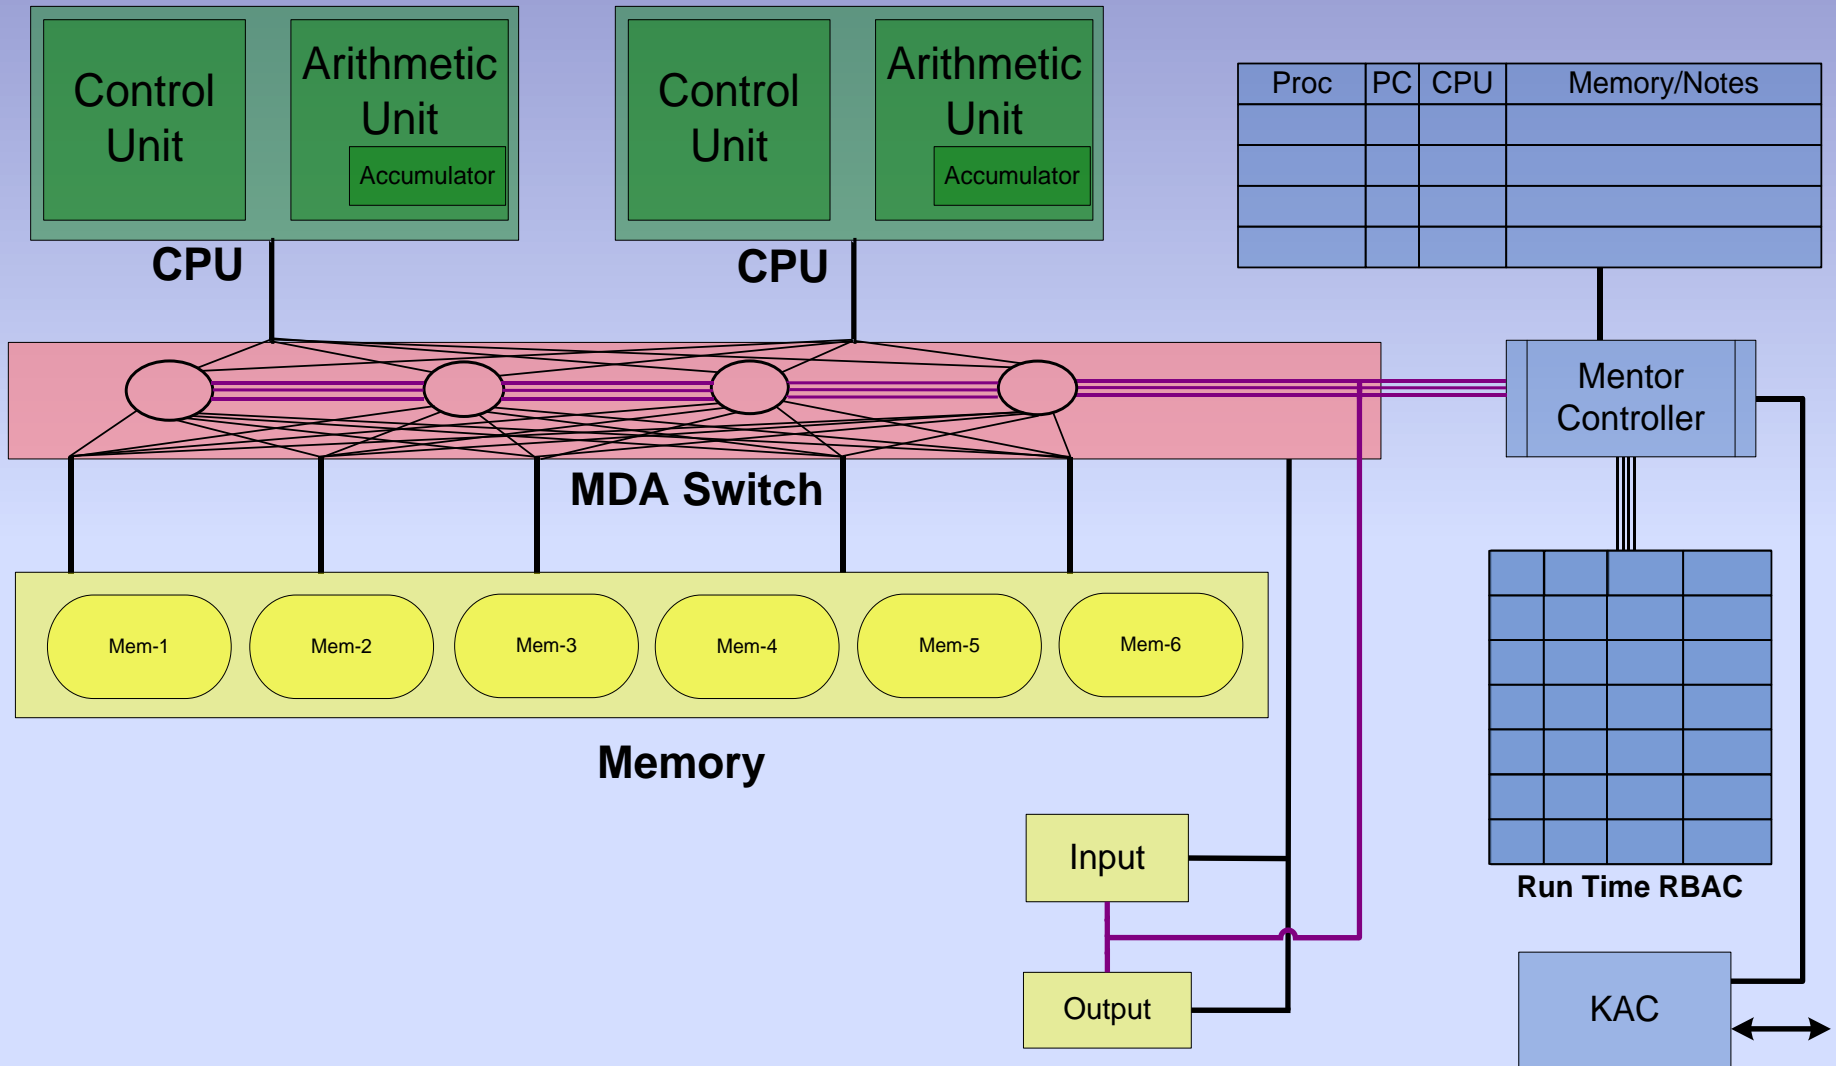 Control
Unit
Arithmetic
Unit
Accumulator
CPU
Control
Unit
Arithmetic
Unit
Accumulator
CPU
Proc PC CPU Memory/Notes
Mentor
Controller
MDA Switch
Mem-1 Mem-2 Mem-3 Mem-4 Mem-5 Mem-6
Memory
Input
Output
Run Time RBAC
KAC